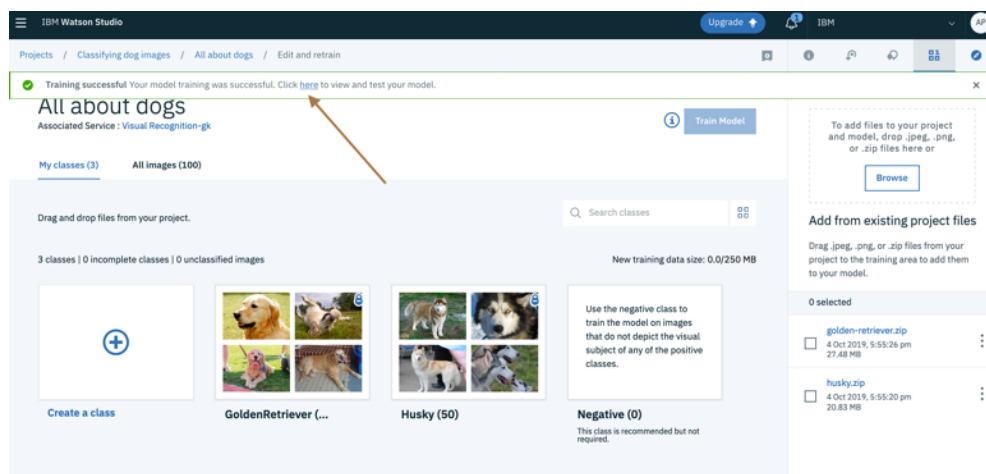 IBM Watson Studio
Upgrade
IBM
AP
Projects / Classifying dog images / All about dogs / Edit and retrain
Training successful Your model training was successful. Click here to view and test your model.
All about dogs
Associated Service : Visual Recognition-gk
Train Model
My classes (3)
All images (100)
Drag and drop files from your project.
Search classes
3 classes | 0 incomplete classes | 0 unclassified images
New training data size: 0.0/250 MB
Create a class
GoldenRetriever (...
Husky (50)
Use the negative class to
train the model on images
that do not depict the visual
subject of any of the positive
classes.
Negative (0)
This class is recommended but not
required.
To add files to your project
and model, drop .jpeg, .png,
or .zip files here or
Browse
Add from existing project files
Drag .jpeg, .png, or .zip files from your
project to the training area to add them
to your model.
0 selected
golden-retriever.zip
4 Oct 2019, 5:55:26 pm
27.48 MB
husky.zip
4 Oct 2019, 5:55:20 pm
20.83 MB